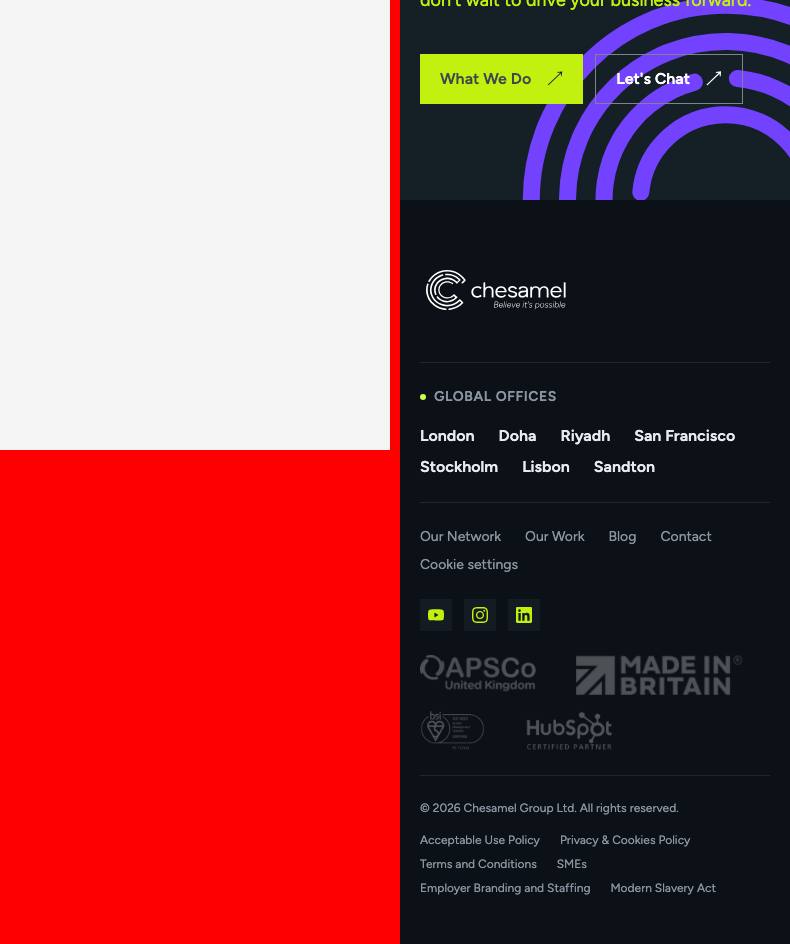 don't wait to drive your business forward.
What We Do
Let's Chat
chesamel
Believe it's possible
GLOBAL OFFICES
London Doha Riyadh San Francisco
Stockholm Lisbon Sandton
Our Network Our Work Blog Contact
Cookie settings
APSCo
United Kingdom
MADE IN®
BRITAIN
bsi
HubSpot
CERTIFIED PARTNER
© 2026 Chesamel Group Ltd. All rights reserved.
Acceptable Use Policy Privacy & Cookies Policy
Terms and Conditions SMEs
Employer Branding and Staffing Modern Slavery Act